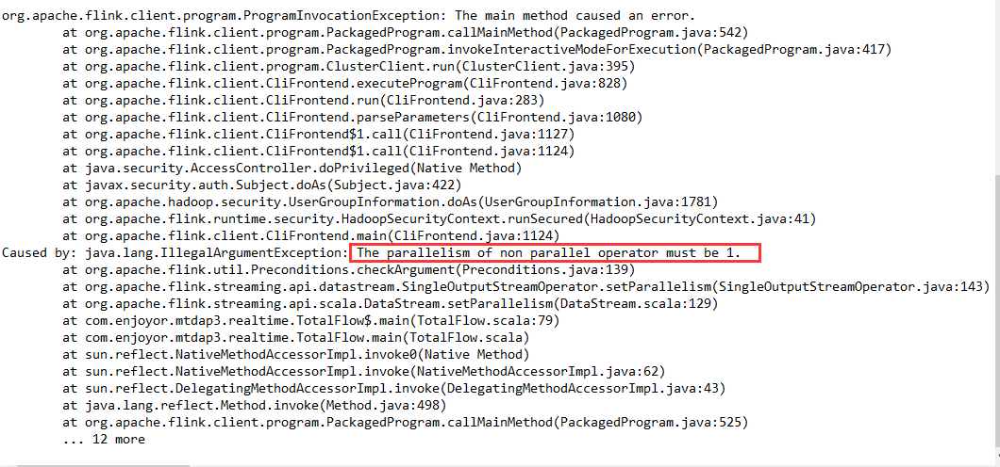 org.apache.flink.client.program.ProgramInvocationException: The main method caused an error.
at org.apache.flink.client.program.PackagedProgram.callMainMethod(PackagedProgram.java:542)
at org.apache.flink.client.program.PackagedProgram.invokeInteractiveModeForExecution(PackagedProgram.java:417)
at org.apache.flink.client.program.ClusterClient.run(ClusterClient.java:395)
at org.apache.flink.client.CliFrontend.executeProgram(CliFrontend.java:828)
at org.apache.flink.client.CliFrontend.run(CliFrontend.java:283)
at org.apache.flink.client.CliFrontend.parseParameters(CliFrontend.java:1080)
at org.apache.flink.client.CliFrontend$1.call(CliFrontend.java:1127)
at org.apache.flink.client.CliFrontend$1.call(CliFrontend.java:1124)
at java.security.AccessController.doPrivileged(Native Method)
at javax.security.auth.Subject.doAs(Subject.java:422)
at org.apache.hadoop.security.UserGroupInformation.doAs(UserGroupInformation.java:1781)
at org.apache.flink.runtime.security.HadoopSecurityContext.runSecured(HadoopSecurityContext.java:41)
at org.apache.flink.client.CliFrontend.main(CliFrontend.java:1124)
Caused by: java.lang.IllegalArgumentException: The parallelism of non parallel operator must be 1.
at org.apache.flink.util.Preconditions.checkArgument(Preconditions.java:139)
at org.apache.flink.streaming.api.datastream.SingleOutputStreamOperator.setParallelism(SingleOutputStreamOperator.java:143)
at org.apache.flink.streaming.api.scala.DataStream.setParallelism(DataStream.scala:129)
at com.enjoyor.mtdap3.realtime.TotalFlow$.main(TotalFlow.scala:79)
at com.enjoyor.mtdap3.realtime.TotalFlow.main(TotalFlow.scala)
at sun.reflect.NativeMethodAccessorImpl.invoke0(Native Method)
at sun.reflect.NativeMethodAccessorImpl.invoke(NativeMethodAccessorImpl.java:62)
at sun.reflect.DelegatingMethodAccessorImpl.invoke(DelegatingMethodAccessorImpl.java:43)
at java.lang.reflect.Method.invoke(Method.java:498)
at org.apache.flink.client.program.PackagedProgram.callMainMethod(PackagedProgram.java:525)
... 12 more